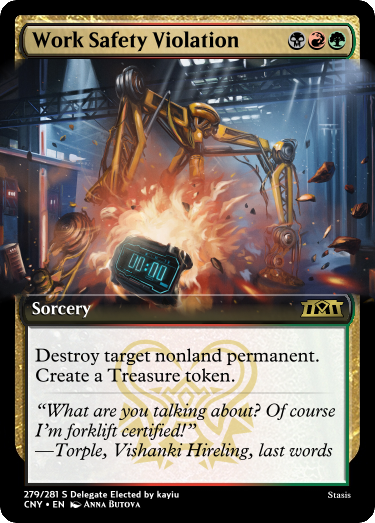 Work Safety Violation
00:00
Sorcery
Destroy target nonland permanent.
Create a Treasure token.
“What are you talking about? Of course
I’m forklift certified!”
—Torple, Vishanki Hireling, last words
279/281 S Delegate Elected by kayiu
Stasis
CNY • EN Anna Butova